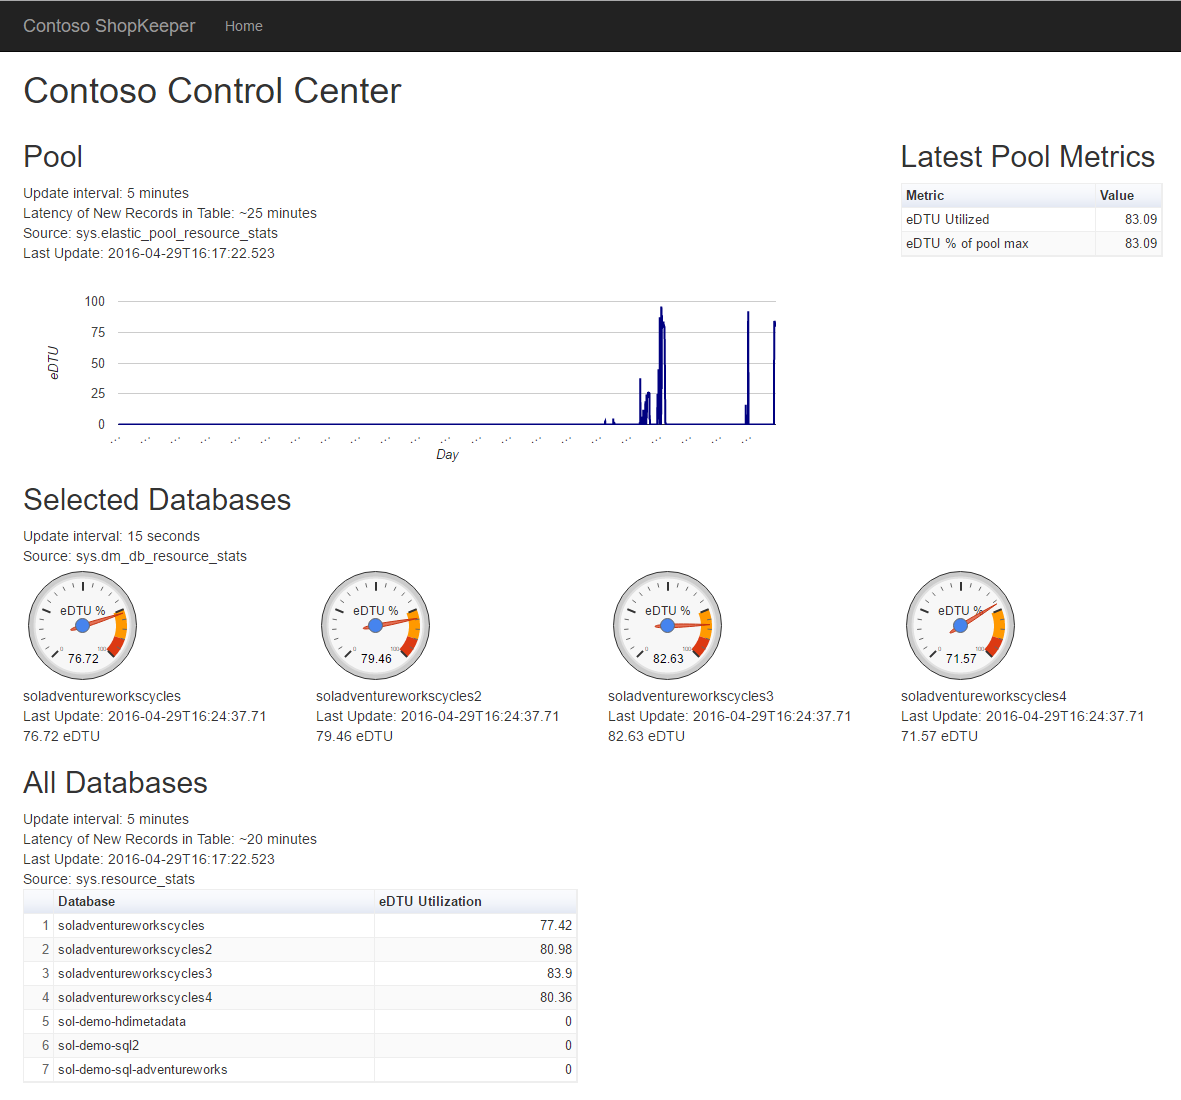 Contoso ShopKeeper Home
Contoso Control Center
Pool
Update interval: 5 minutes
Latency of New Records in Table: ~25 minutes
Source: sys.elastic_pool_resource_stats
Last Update: 2016-04-29T16:17:22.523
Latest Pool Metrics
Metric Value
eDTU Utilized 83.09
eDTU % of pool max 83.09
100
75
50
25
0
eDTU
Day
Selected Databases
Update interval: 15 seconds
Source: sys.dm_db_resource_stats
eDTU % eDTU % eDTU % eDTU %
0 100 0 100 0 100 0 100
76.72 79.46 82.63 71.57
soladventureworkscycles soladventureworkscycles2 soladventureworkscycles3 soladventureworkscycles4
Last Update: 2016-04-29T16:24:37.71 Last Update: 2016-04-29T16:24:37.71 Last Update: 2016-04-29T16:24:37.71 Last Update: 2016-04-29T16:24:37.71
76.72 eDTU 79.46 eDTU 82.63 eDTU 71.57 eDTU
All Databases
Update interval: 5 minutes
Latency of New Records in Table: ~20 minutes
Last Update: 2016-04-29T16:17:22.523
Source: sys.resource_stats
Database eDTU Utilization
1 soladventureworkscycles 77.42
2 soladventureworkscycles2 80.98
3 soladventureworkscycles3 83.9
4 soladventureworkscycles4 80.36
5 sol-demo-hdimetadata 0
6 sol-demo-sql2 0
7 sol-demo-sql-adventureworks 0